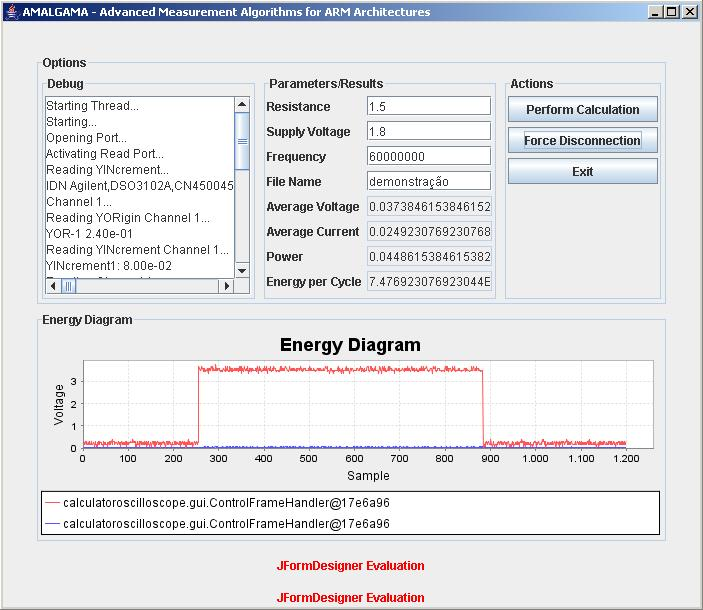 AMALGAMA - Advanced Measurement Algorithms for ARM Architectures
Options
Debug
Starting Thread...
Starting...
Opening Port...
Activating Read Port...
Reading YINcrement...
IDN Agilent,DSO3102A,CN450045
Channel 1...
Reading YORigin Channel 1...
YOR-1 2.40e-01
Reading YINcrement Channel 1...
YINcrement1: 8.00e-02
Parameters/Results
Resistance 1.5
Supply Voltage 1.8
Frequency 60000000
File Name demonstração
Average Voltage 0.0373846153846152
Average Current 0.0249230769230768
Power 0.0448615384615382
Energy per Cycle 7.476923076923044E
Actions
Perform Calculation
Force Disconnection
Exit
Energy Diagram
Energy Diagram
Voltage
3
2
1
0
0 100 200 300 400 500 600 700 800 900 1.000 1.100 1.200
Sample
calculatoroscilloscope.gui.ControlFrameHandler@17e6a96
calculatoroscilloscope.gui.ControlFrameHandler@17e6a96
JFormDesigner Evaluation
JFormDesigner Evaluation